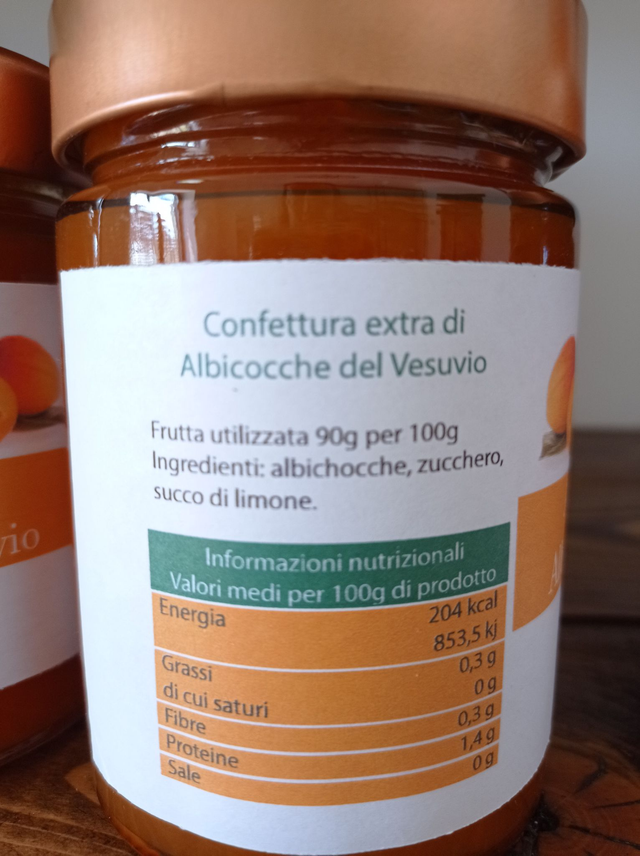 Confettura extra di
Albicocche del Vesuvio
Frutta utilizzata 90g per 100g
Ingredienti: albichocche, zucchero,
succo di limone.
Informazioni nutrizionali
Valori medi per 100g di prodotto
Energia 204 kcal
853,5 kj
Grassi 0,3 g
di cui saturi 0 g
Fibre 0,3 g
Proteine 1,4 g
Sale 0 g